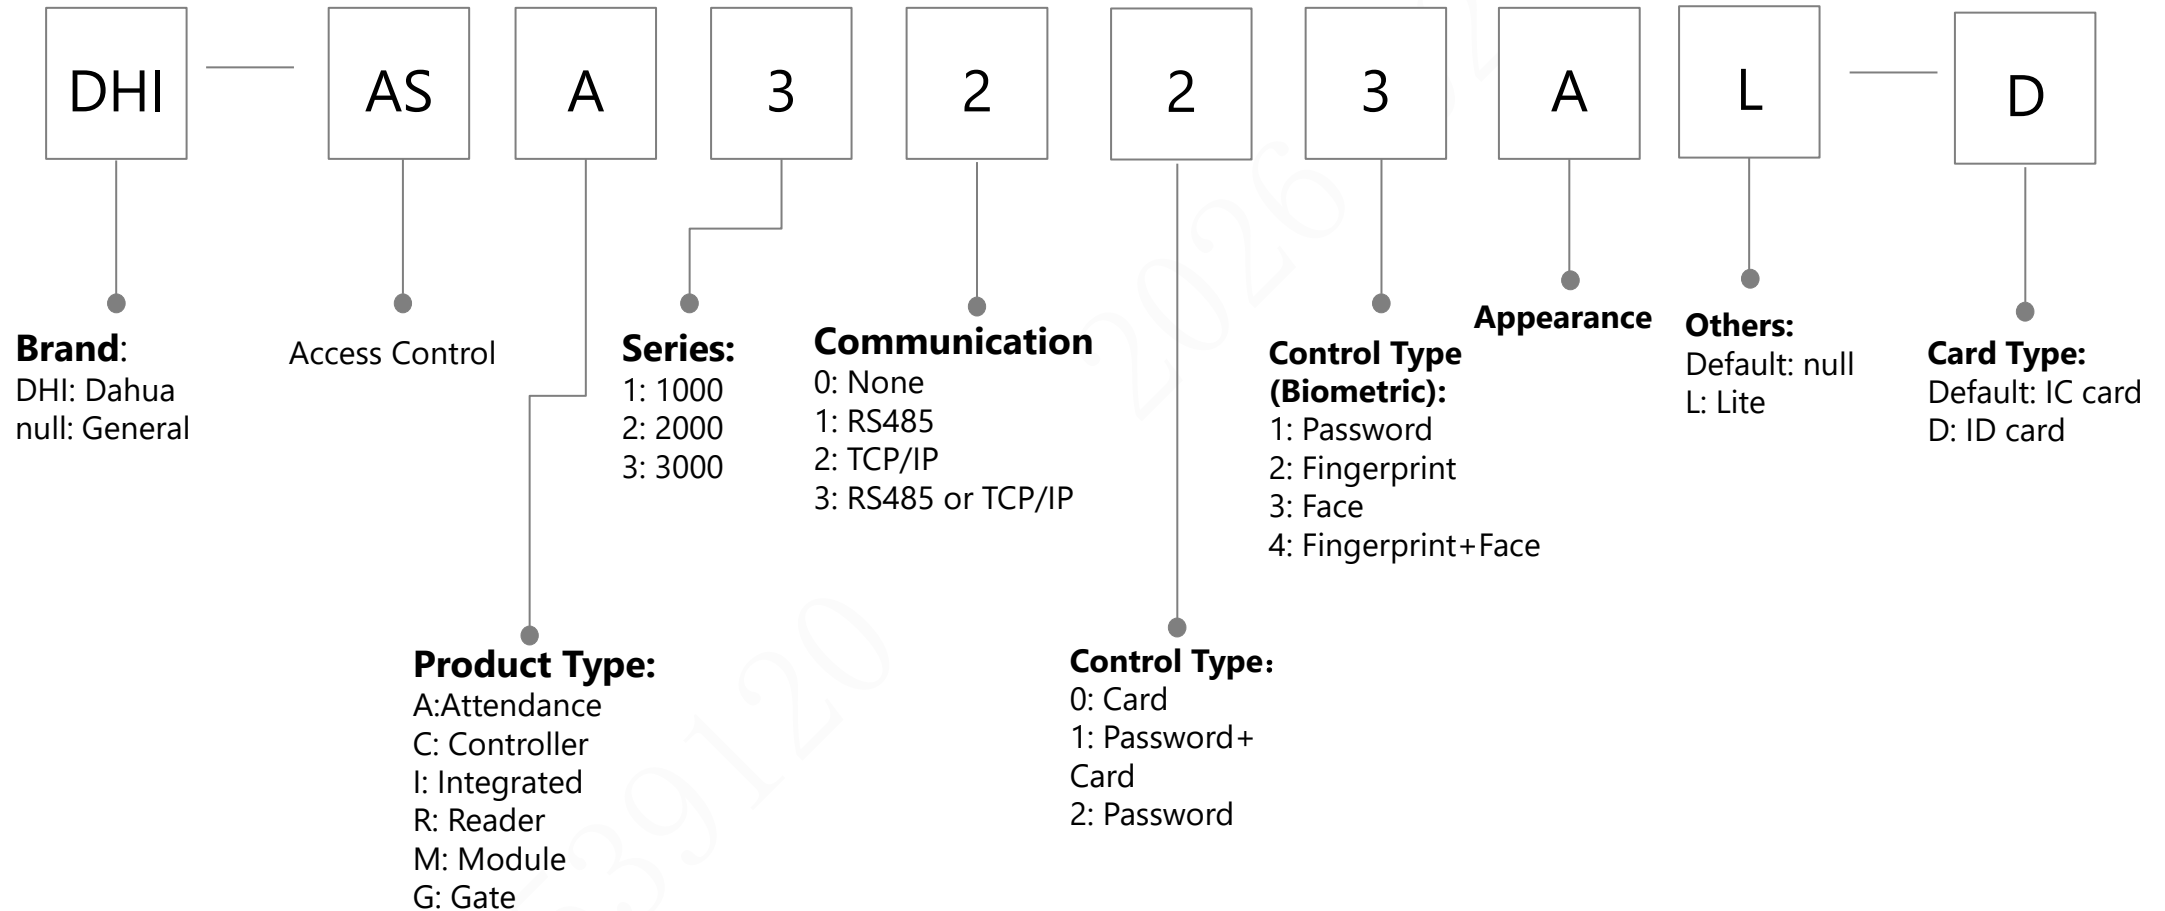 DHI
AS
A
3
2
2
3
A
L
D
Brand:
DHI: Dahua
null: General
Access Control
Product Type:
A:Attendance
C: Controller
I: Integrated
R: Reader
M: Module
G: Gate
Series:
1: 1000
2: 2000
3: 3000
Communication
0: None
1: RS485
2: TCP/IP
3: RS485 or TCP/IP
Control Type：
0: Card
1: Password+
Card
2: Password
Control Type
(Biometric):
1: Password
2: Fingerprint
3: Face
4: Fingerprint+Face
Appearance
Others:
Default: null
L: Lite
Card Type:
Default: IC card
D: ID card
2026
39120